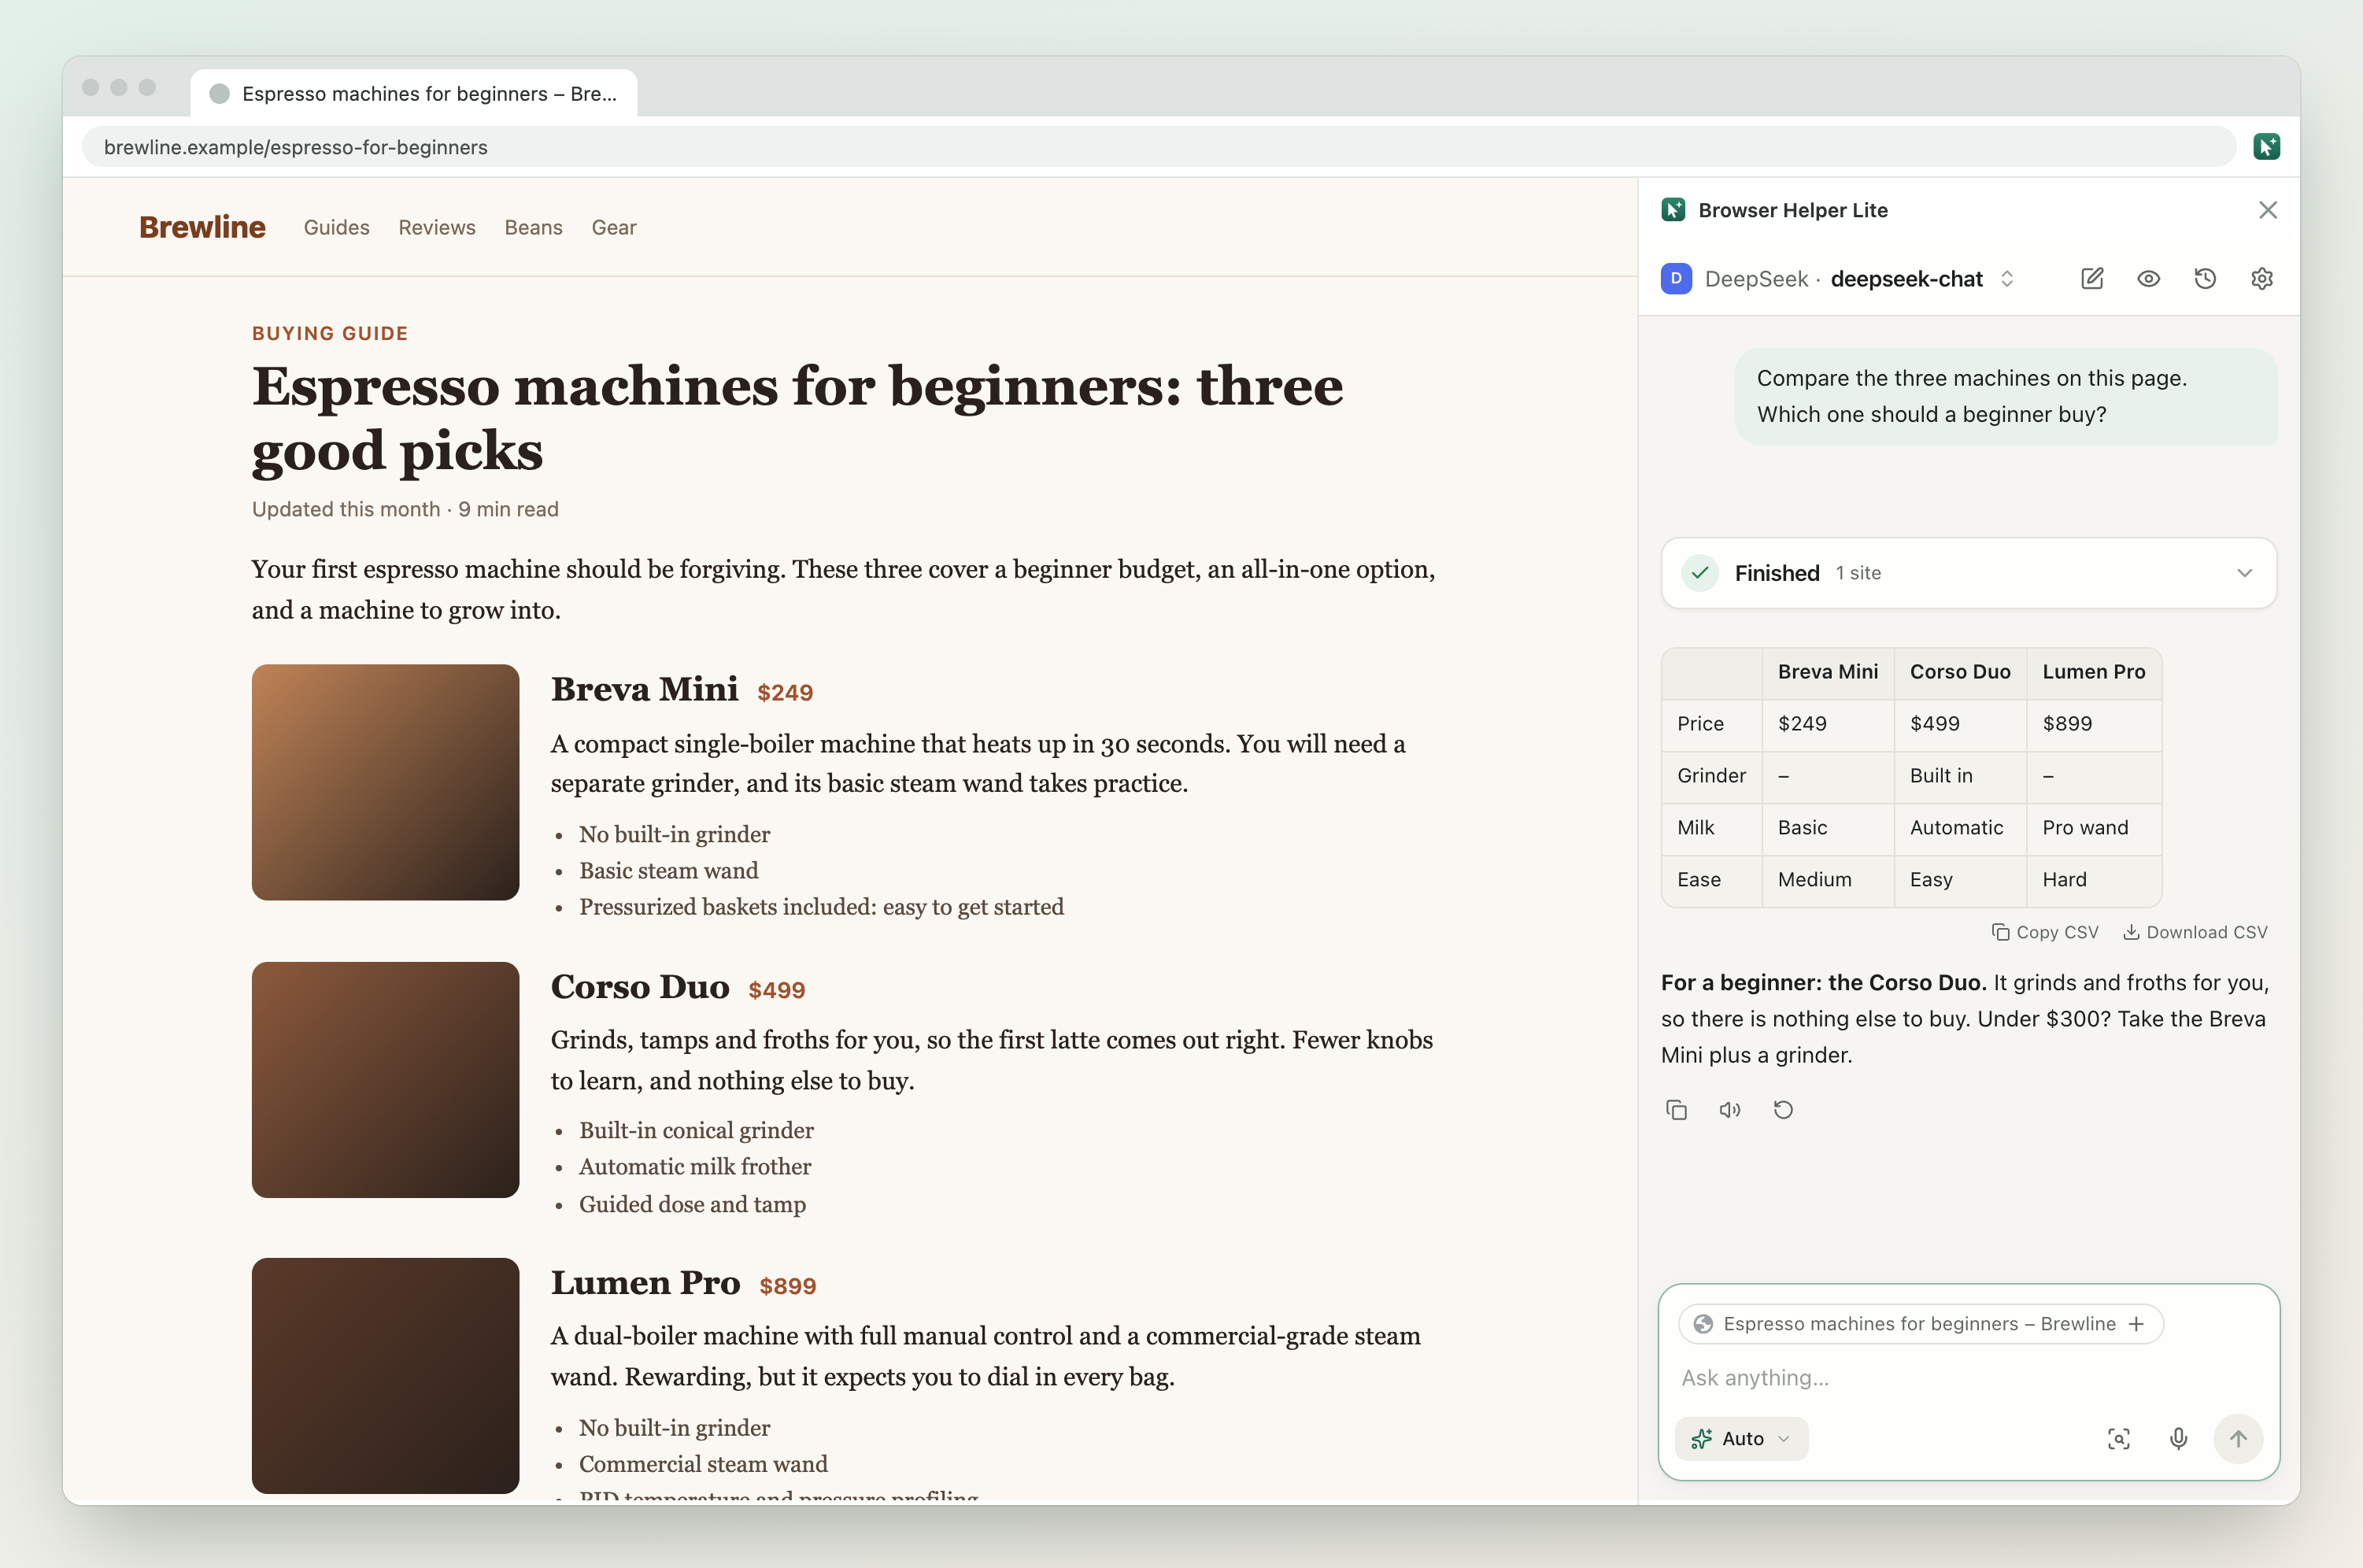 Espresso machines for beginners – Bre...
brewline.example/espresso-for-beginners
Brewline
Guides
Reviews
Beans
Gear
BUYING GUIDE
Espresso machines for beginners: three
good picks
Updated this month · 9 min read
Your first espresso machine should be forgiving. These three cover a beginner budget, an all-in-one option,
and a machine to grow into.
Breva Mini $249
A compact single-boiler machine that heats up in 30 seconds. You will need a
separate grinder, and its basic steam wand takes practice.
• No built-in grinder
• Basic steam wand
• Pressurized baskets included: easy to get started
Corso Duo $499
Grinds, tamps and froths for you, so the first latte comes out right. Fewer knobs
to learn, and nothing else to buy.
• Built-in conical grinder
• Automatic milk frother
• Guided dose and tamp
Lumen Pro $899
A dual-boiler machine with full manual control and a commercial-grade steam
wand. Rewarding, but it expects you to dial in every bag.
• No built-in grinder
• Commercial steam wand
• PID temperature and pressure profiling
Browser Helper Lite
D DeepSeek · deepseek-chat
Compare the three machines on this page.
Which one should a beginner buy?
Finished 1 site
Breva Mini Corso Duo Lumen Pro
Price $249 $499 $899
Grinder – Built in –
Milk Basic Automatic Pro wand
Ease Medium Easy Hard
Copy CSV Download CSV
For a beginner: the Corso Duo. It grinds and froths for you,
so there is nothing else to buy. Under $300? Take the Breva
Mini plus a grinder.
Espresso machines for beginners – Brewline
Ask anything...
Auto